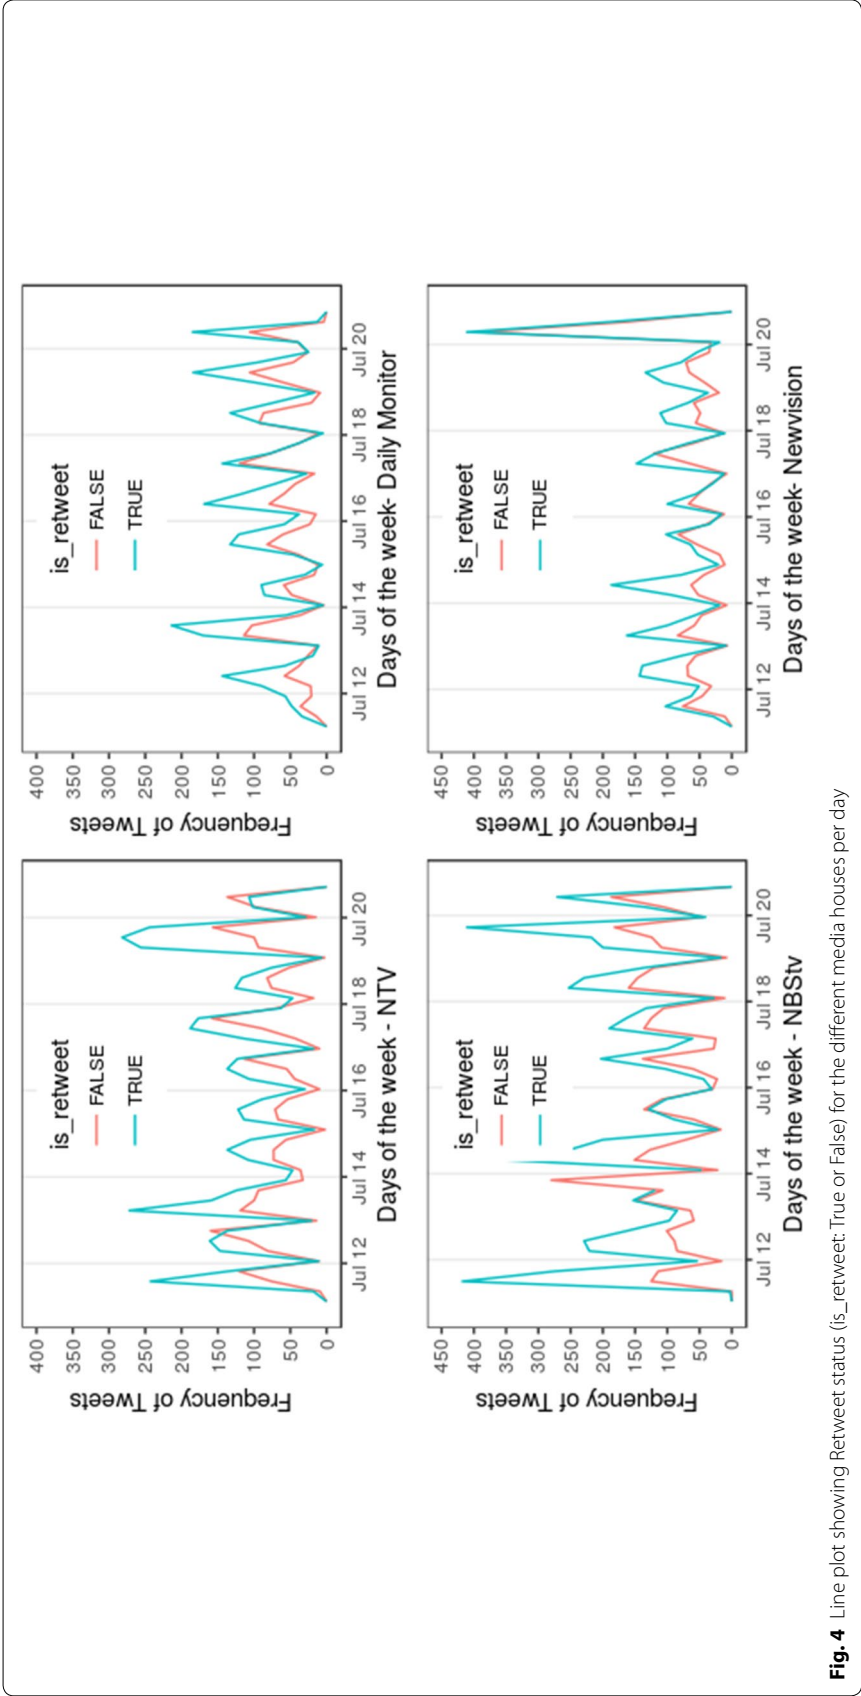 400
350
300
250
200
150
100
50
0
Frequency of Tweets
is_retweet
FALSE
TRUE
Jul 12
Jul 14
Jul 16
Jul 18
Jul 20
Days of the week - NTV
400
350
300
250
200
150
100
50
0
Frequency of Tweets
is_retweet
FALSE
TRUE
Jul 12
Jul 14
Jul 16
Jul 18
Jul 20
Days of the week- Daily Monitor
450
400
350
300
250
200
150
100
50
0
Frequency of Tweets
is_retweet
FALSE
TRUE
Jul 12
Jul 14
Jul 16
Jul 18
Jul 20
Days of the week - NBStv
450
400
350
300
250
200
150
100
50
0
Frequency of Tweets
is_retweet
FALSE
TRUE
Jul 12
Jul 14
Jul 16
Jul 18
Jul 20
Days of the week- Newvision
Fig. 4 Line plot showing Retweet status (is_retweet True or False) for the different media houses per day